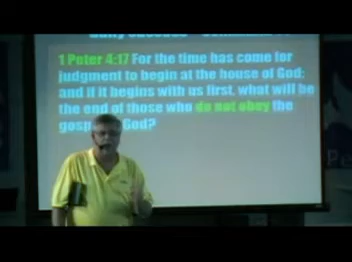 1 Peter 4:17 For the time has come for
judgment to begin at the house of God;
and if it begins with us first, what will be
the end of those who do not obey the
of God?